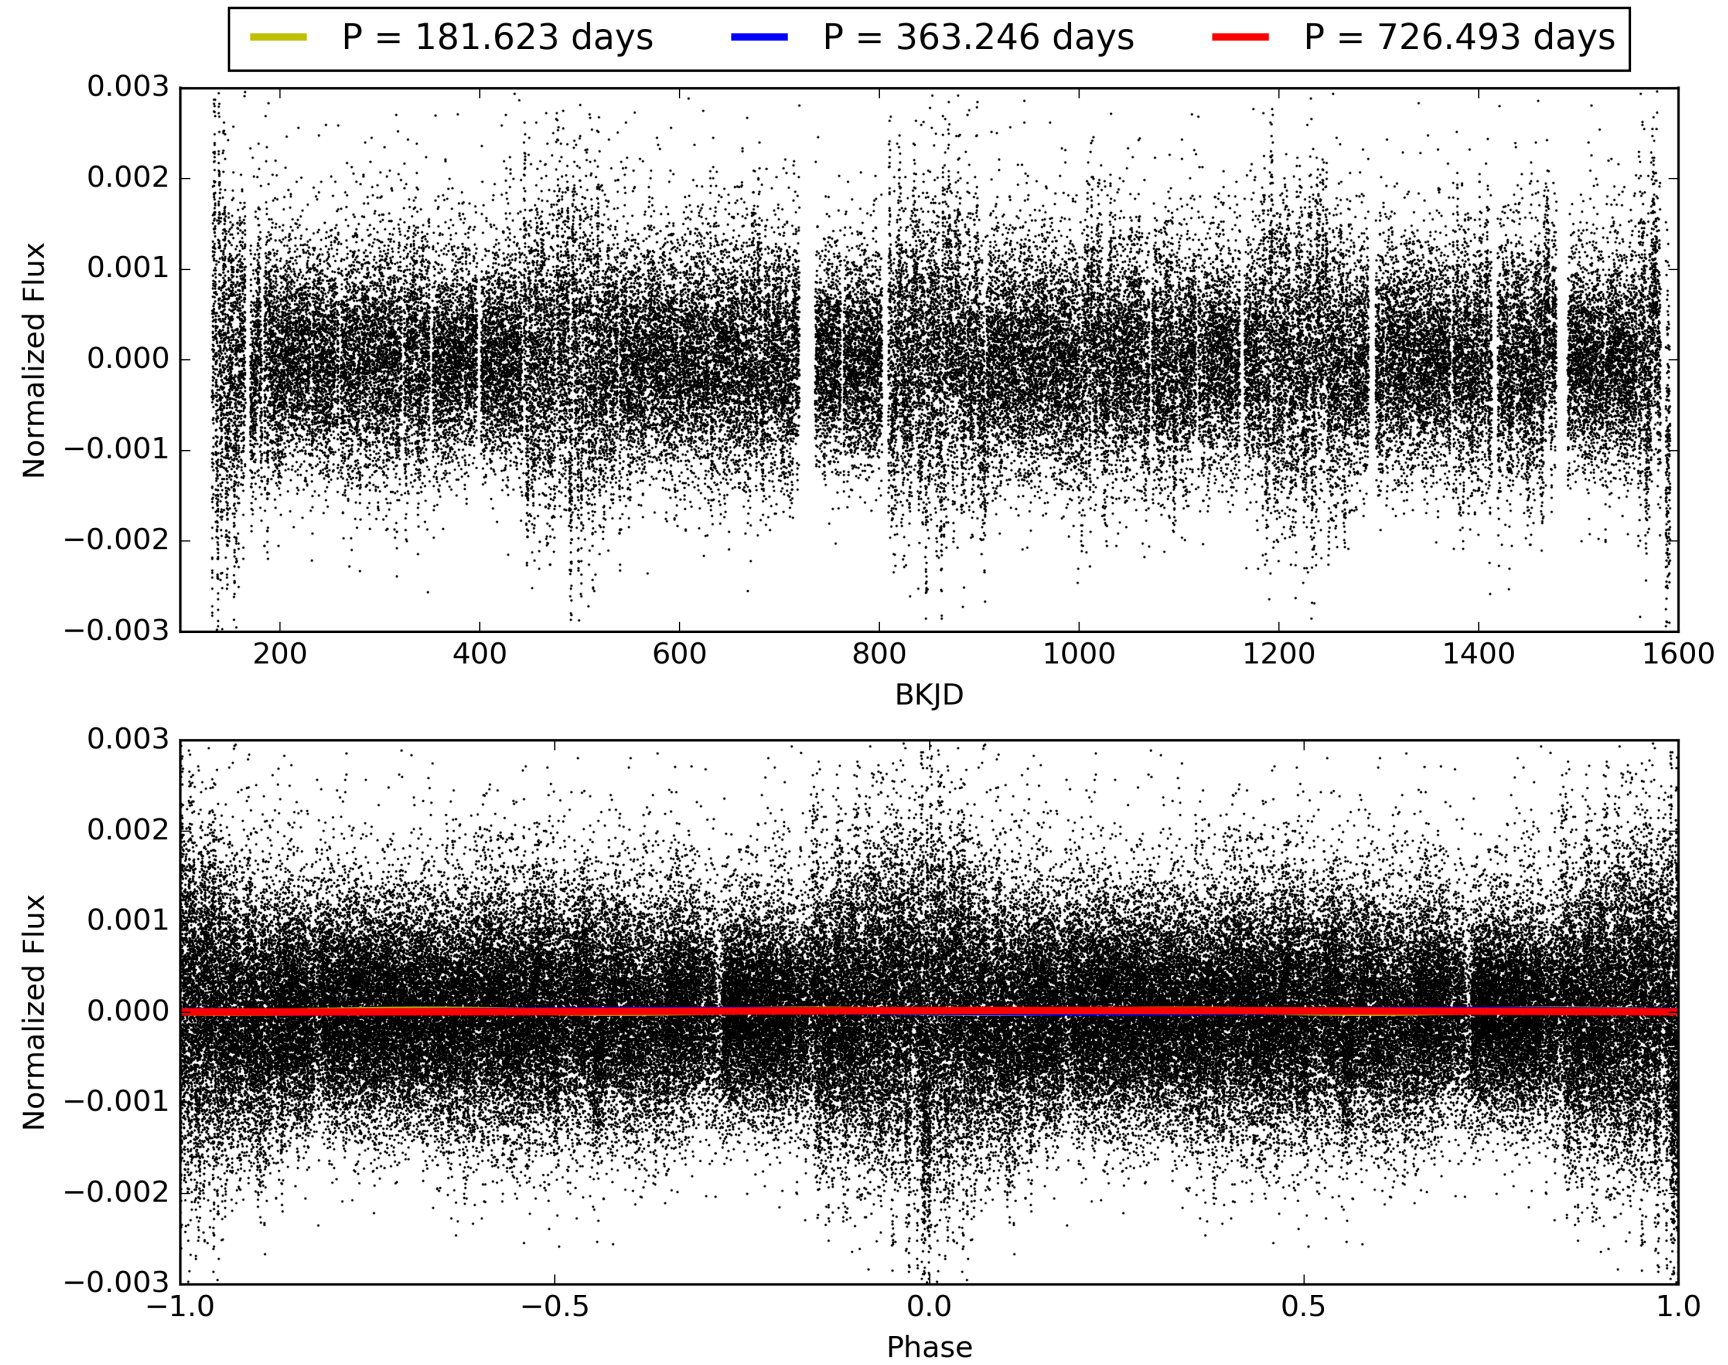 P = 181.623 days P = 363.246 days P = 726.493 days
0.003
0.002
0.001
0.000
−0.001
−0.002
−0.003
Normalized Flux
200 400 600 800 1000 1200 1400 1600
BKJD
0.003
0.002
0.001
0.000
−0.001
−0.002
−0.003
Normalized Flux
−1.0 −0.5 0.0 0.5 1.0
Phase